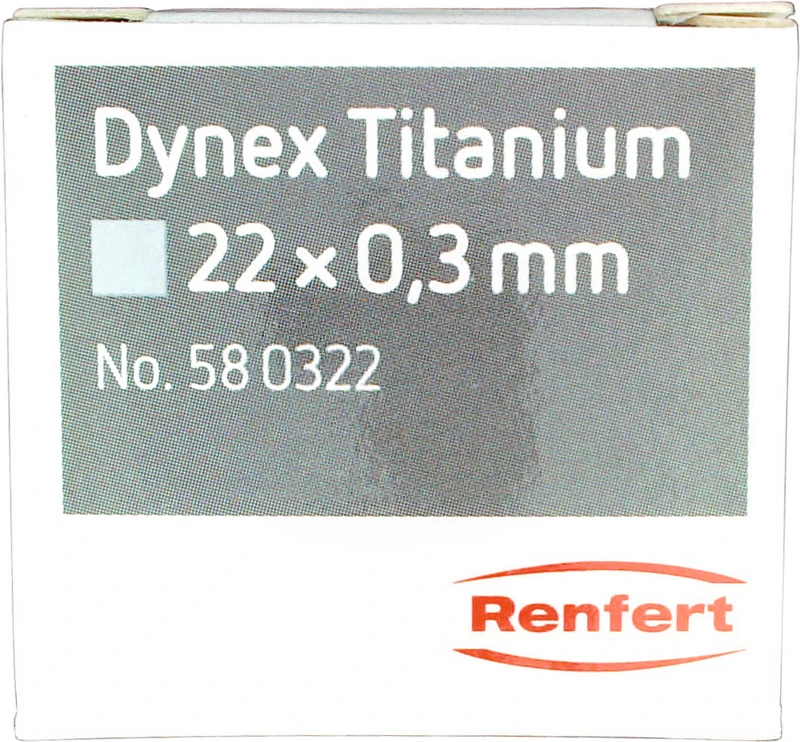 Dynex Titanium
22 × 0,3 mm
No. 58 0322
Renfert